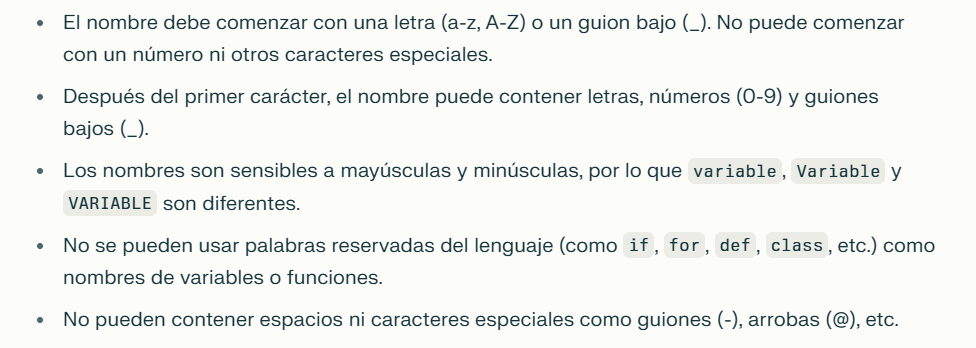 • El nombre debe comenzar con una letra (a-z, A-Z) o un guion bajo (_). No puede comenzar
con un número ni otros caracteres especiales.
• Después del primer carácter, el nombre puede contener letras, números (0-9) y guiones
bajos (_).
• Los nombres son sensibles a mayúsculas y minúsculas, por lo que variable, Variable y
VARIABLE son diferentes.
• No se pueden usar palabras reservadas del lenguaje (como if, for, def, class, etc.) como
nombres de variables o funciones.
• No pueden contener espacios ni caracteres especiales como guiones (-), arrobas (@), etc.